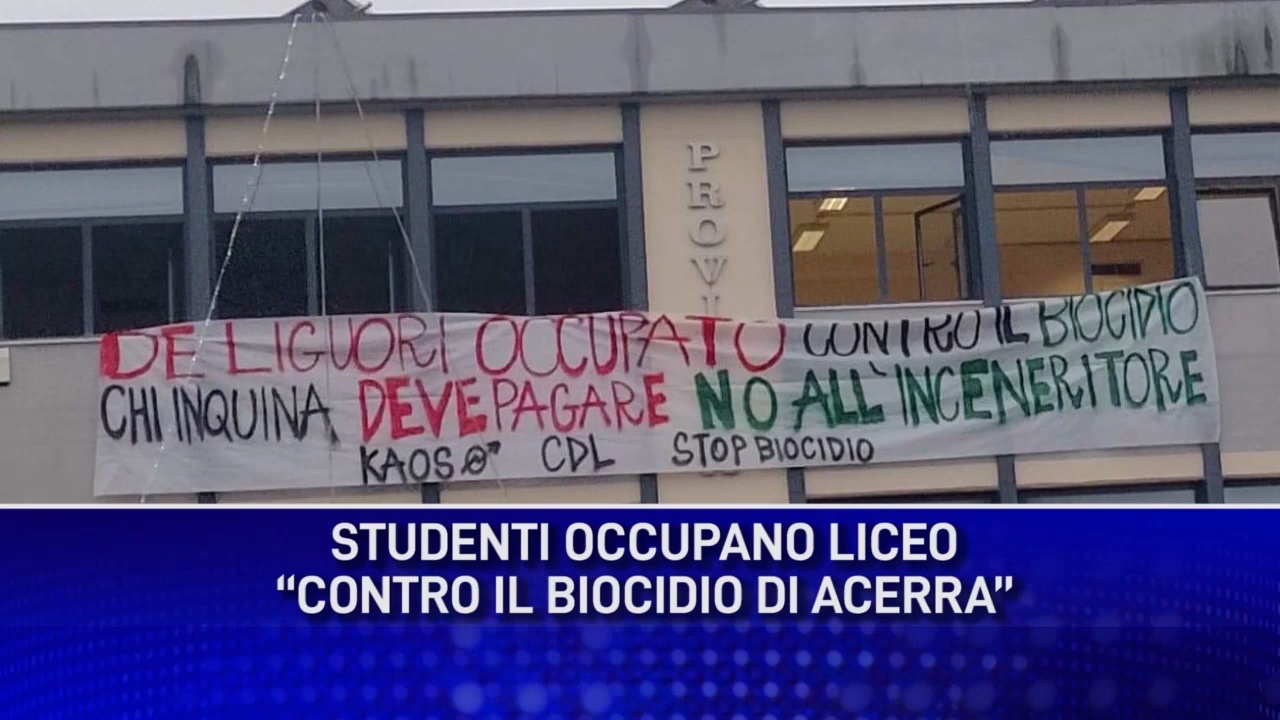 PROVI
DE LIGUORI OCCUPATO CONTRO IL BIOCIDIO
CHI INQUINA DEVE PAGARE NO ALL'INCENERITORE
KAOS CDL STOP BIOCIDIO
STUDENTI OCCUPANO LICEO
“CONTRO IL BIOCIDIO DI ACERRA”